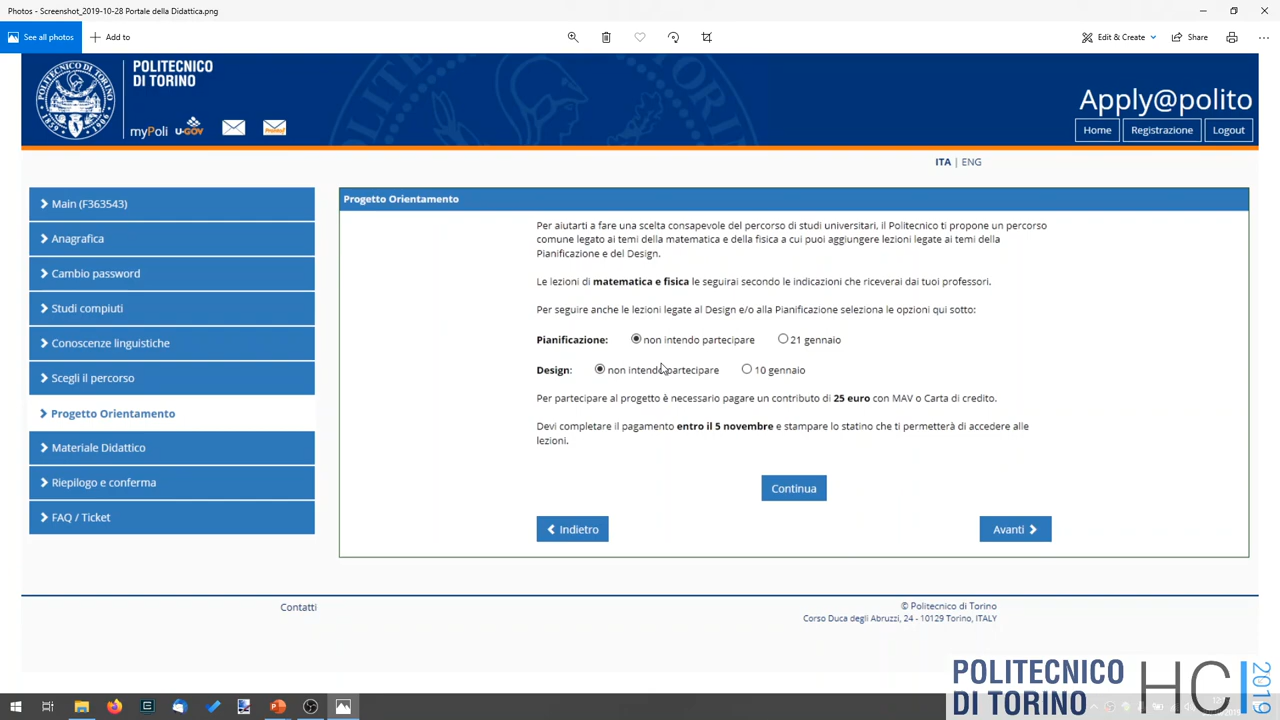 Photos - Screenshot_2019-10-28 Portale della Didattica.png
See all photos
Add to
Edit & Create
Share
POLITECNICO
DI TORINO
myPoli
U-GOV
Apply@polito
Home
Registrazione
Logout
ITA | ENG
Main (F363543)
Anagrafica
Cambio password
Studi compiuti
Conoscenze linguistiche
Scegli il percorso
Progetto Orientamento
Materiale Didattico
Riepilogo e conferma
FAQ / Ticket
Progetto Orientamento
Per aiutarti a fare una scelta consapevole del percorso di studi universitari, il Politecnico ti propone un percorso
comune legato ai temi della matematica e della fisica a cui puoi aggiungere lezioni legate ai temi della
Pianificazione e del Design.
Le lezioni di matematica e fisica le seguirai secondo le indicazioni che riceverai dai tuoi professori.
Per seguire anche le lezioni legate al Design e/o alla Pianificazione seleziona le opzioni qui sotto:
Pianificazione: non intendo partecipare 21 gennaio
Design: non intendo partecipare 10 gennaio
Per partecipare al progetto è necessario pagare un contributo di 25 euro con MAV o Carta di credito.
Devi completare il pagamento entro il 5 novembre e stampare lo statino che ti permetterà di accedere alle
lezioni.
Continua
Indietro
Avanti
Contatti
© Politecnico di Torino
Corso Duca degli Abruzzi, 24 - 10129 Torino, ITALY
POLITECNICO
DI TORINO
HCI
2019